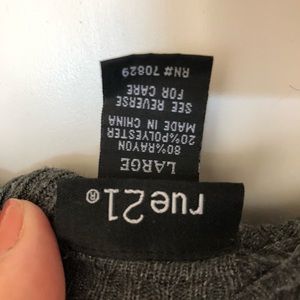 rue21®
LARGE
80%RAYON
20%POLYESTER
MADE IN CHINA
SEE REVERSE
FOR CARE
RN# 70829